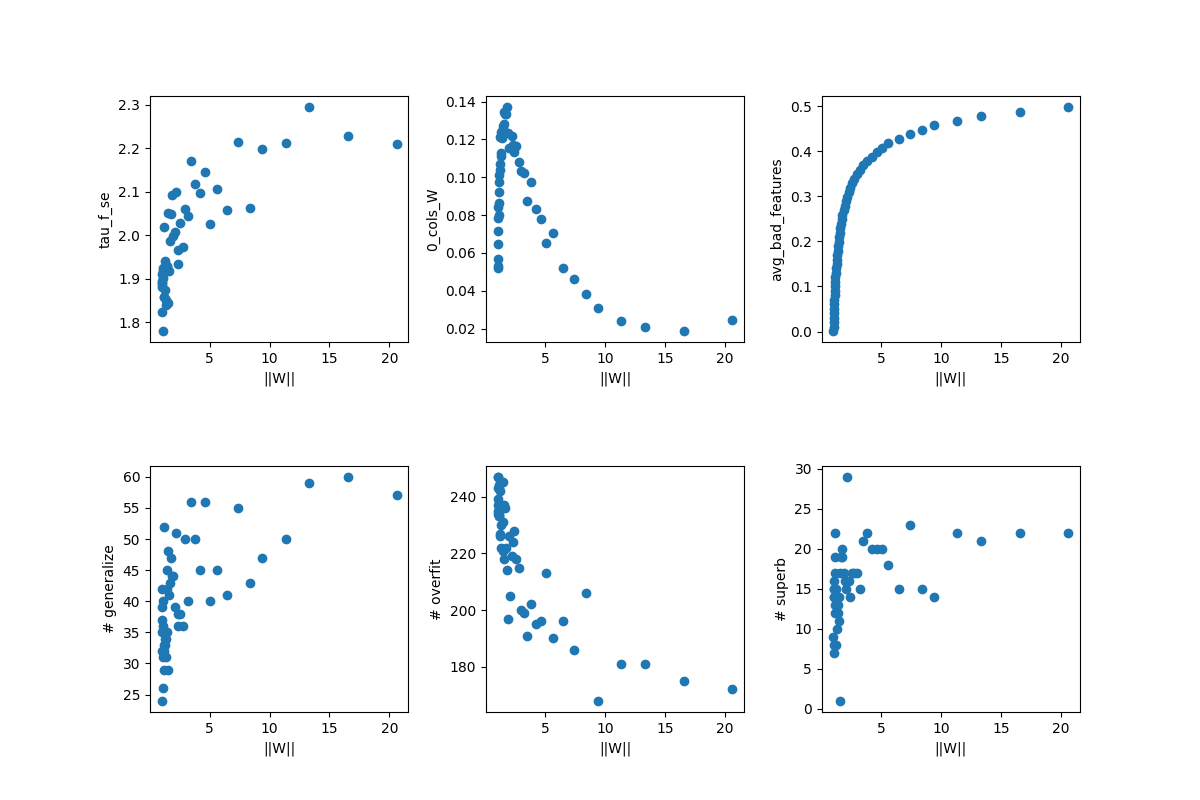 tau_f_se
2.3
2.2
2.1
2.0
1.9
1.8
5 10 15 20
||W||
0_cols_W
0.14
0.12
0.10
0.08
0.06
0.04
0.02
5 10 15 20
||W||
avg_bad_features
0.5
0.4
0.3
0.2
0.1
0.0
5 10 15 20
||W||
# generalize
60
55
50
45
40
35
30
25
5 10 15 20
||W||
# overfit
240
220
200
180
5 10 15 20
||W||
# superb
30
25
20
15
10
5
0
5 10 15 20
||W||